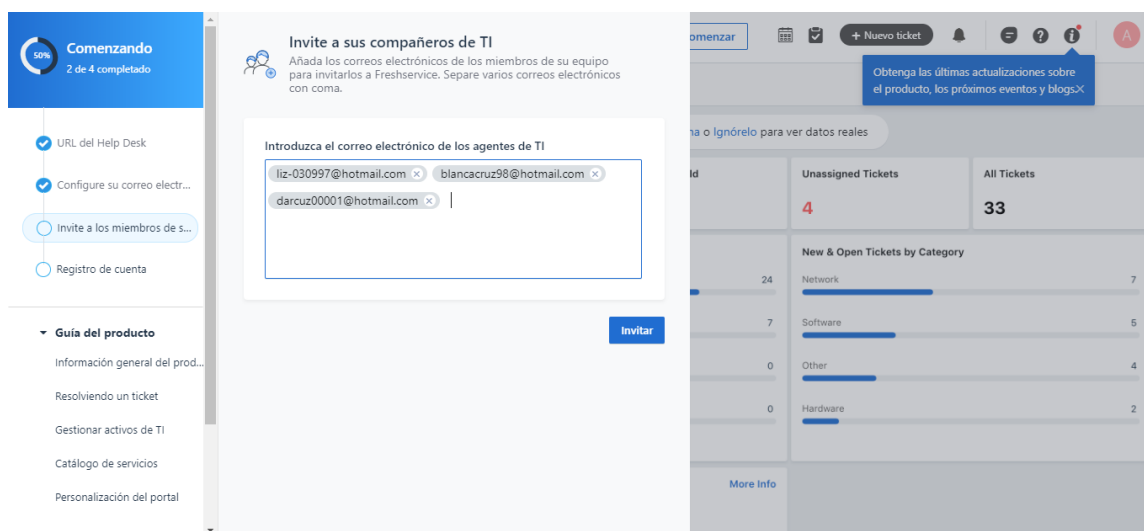 50%
Comenzando
2 de 4 completado
URL del Help Desk
Configure su correo electr...
Invite a los miembros de s...
Registro de cuenta
Guía del producto
Información general del prod...
Resolviendo un ticket
Gestionar activos de TI
Catálogo de servicios
Personalización del portal
Invite a sus compañeros de TI
Añada los correos electrónicos de los miembros de su equipo
para invitarlos a Freshservice. Separe varios correos electrónicos
con coma.
Introduzca el correo electrónico de los agentes de TI
liz-030997@hotmail.com
blancacruz98@hotmail.com
darcuz00001@hotmail.com
Invitar
omenzar
+ Nuevo ticket
A
Obtenga las últimas actualizaciones sobre
el producto, los próximos eventos y blogs.
na o Ignórelo para ver datos reales
ld
Unassigned Tickets
4
All Tickets
33
24
7
0
0
New & Open Tickets by Category
Network 7
Software 5
Other 4
Hardware 2
More Info